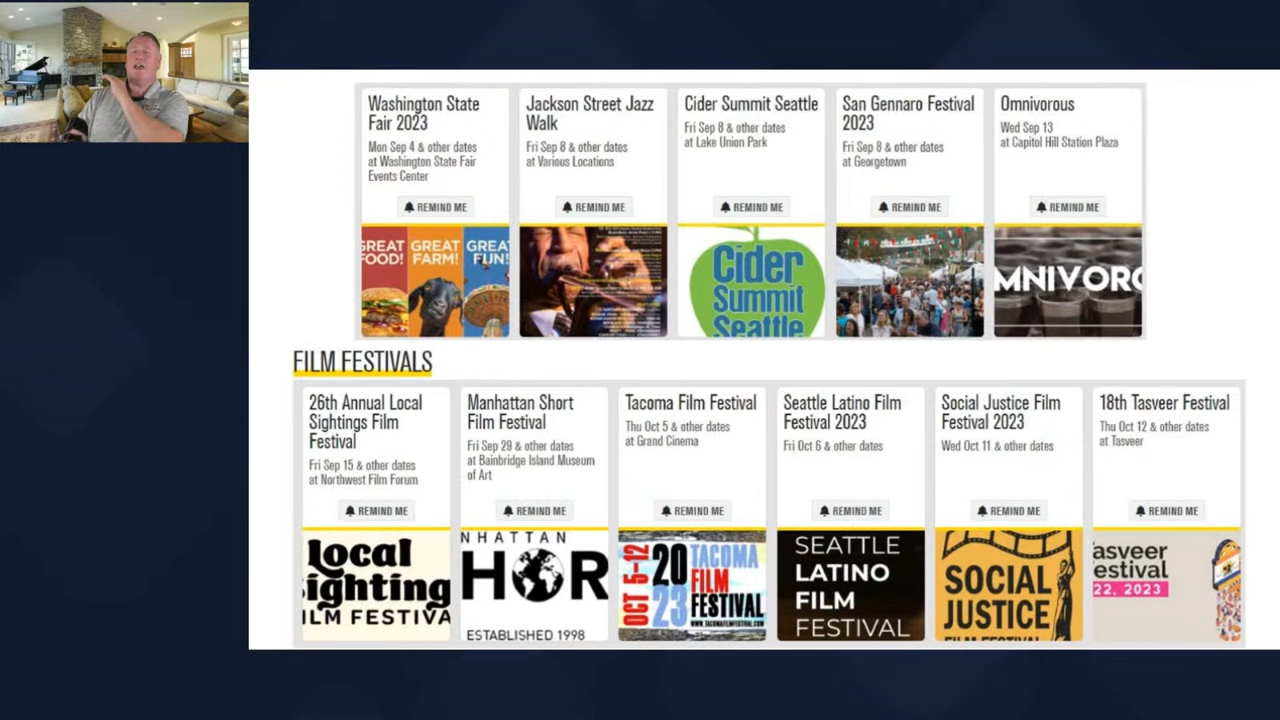 Washington State
Fair 2023
Mon Sep 4 & other dates
at Washington State Fair
Events Center
REMIND ME
GREAT
FOOD!
GREAT
FARM!
GREA
FUN!
Jackson Street Jazz
Walk
Fri Sep 8 & other dates
at Various Locations
REMIND ME
Cider Summit Seattle
Fri Sep 8 & other dates
at Lake Union Park
REMIND ME
Cider
Summit
Seattle
San Gennaro Festival
2023
Fri Sep 8 & other dates
at Georgetown
REMIND ME
Omnivorous
Wed Sep 13
at Capitol Hill Station Plaza
REMIND ME
MNIVORO
FILM FESTIVALS
26th Annual Local
Sightings Film
Festival
Fri Sep 15 & other dates
at Northwest Film Forum
REMIND ME
Local
Sighting
ILM FESTIVA
Manhattan Short
Film Festival
Fri Sep 29 & other dates
at Bainbridge Island Museum
of Art
REMIND ME
NHATTAN
HOR
ESTABLISHED 1998
Tacoma Film Festival
Thu Oct 5 & other dates
at Grand Cinema
REMIND ME
OCT 5-12
2023
TACOMA
FILM
FESTIVAL
WWW.TACOMAFILMFESTIVAL.COM
Seattle Latino Film
Festival 2023
Fri Oct 6 & other dates
REMIND ME
SEATTLE
LATINO
FILM
FESTIVAL
Social Justice Film
Festival 2023
Wed Oct 11 & other dates
REMIND ME
SOCIAL
JUSTICE
FILM FESTIVAL
18th Tasveer Festival
Thu Oct 12 & other dates
at Tasveer
REMIND ME
asveer
estival
22, 2023